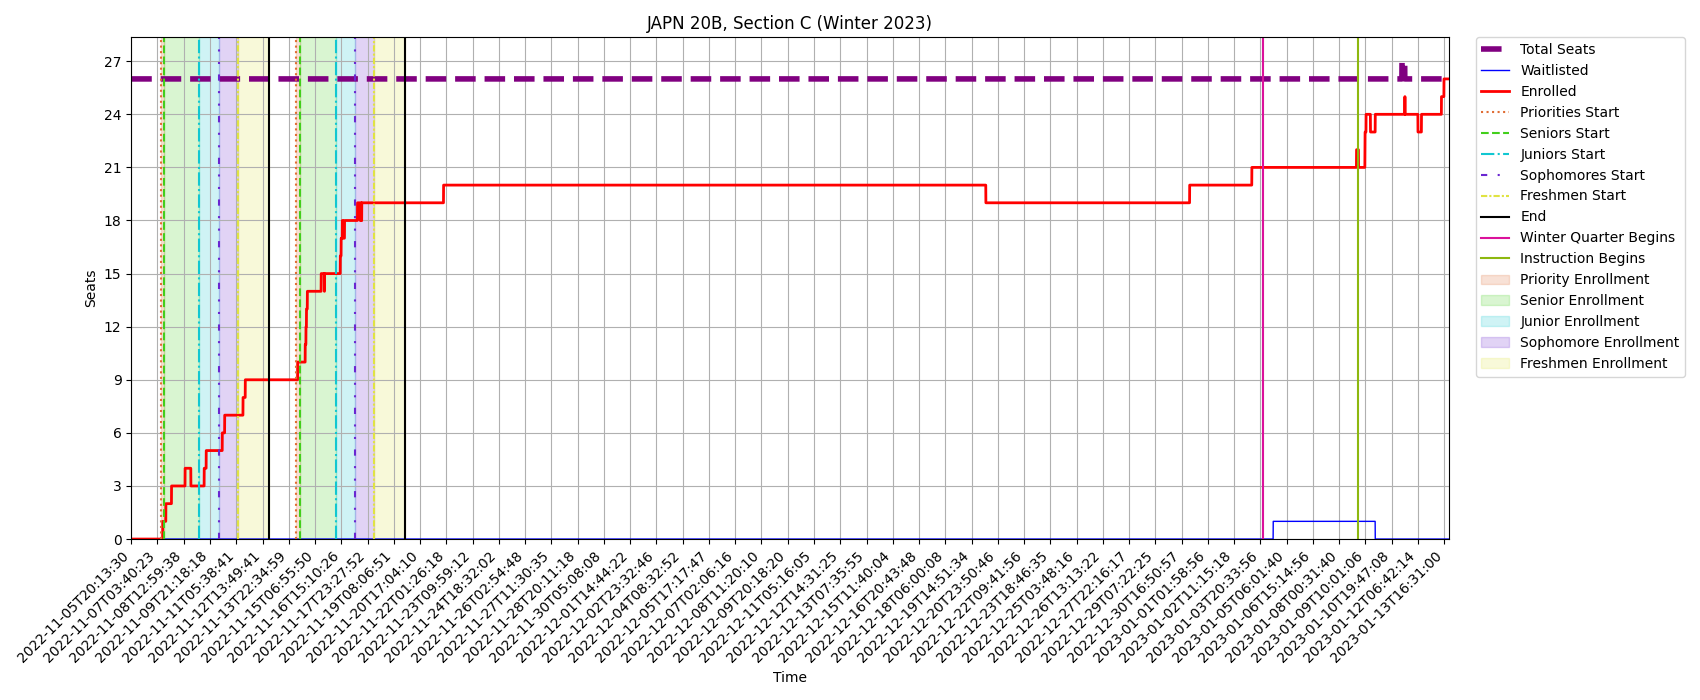 JAPN 20B, Section C (Winter 2023)
Seats
27
24
21
18
15
12
9
6
3
0
2022-11-05T20:13:30
2022-11-07T03:40:23
2022-11-08T12:59:38
2022-11-09T21:18:18
2022-11-11T05:38:41
2022-11-12T13:49:41
2022-11-13T22:34:59
2022-11-15T06:55:50
2022-11-16T15:10:26
2022-11-17T23:27:52
2022-11-19T08:06:51
2022-11-20T17:04:10
2022-11-22T01:26:18
2022-11-23T09:59:12
2022-11-24T18:32:02
2022-11-26T02:54:48
2022-11-27T11:30:35
2022-11-28T20:11:18
2022-11-30T05:08:08
2022-12-01T14:44:22
2022-12-02T23:32:46
2022-12-04T08:32:52
2022-12-05T17:17:47
2022-12-07T02:06:10
2022-12-08T11:20:10
2022-12-09T20:18:20
2022-12-11T05:16:05
2022-12-12T14:31:25
2022-12-13T17:35:55
2022-12-15T11:40:04
2022-12-16T20:43:48
2022-12-18T06:00:08
2022-12-19T14:51:34
2022-12-20T23:50:46
2022-12-22T09:41:56
2022-12-23T18:46:35
2022-12-25T03:48:16
2022-12-26T13:13:22
2022-12-27T22:16:17
2022-12-29T07:22:25
2022-12-30T16:50:57
2023-01-01T01:58:56
2023-01-02T11:15:18
2023-01-03T20:33:56
2023-01-05T06:01:40
2023-01-06T15:14:56
2023-01-08T00:31:40
2023-01-09T10:31:01:06
2023-01-10T19:47:08
2023-01-12T06:42:14
2023-01-13T16:31:00
Time
Total Seats
Waitlisted
Enrolled
Priorities Start
Seniors Start
Juniors Start
Sophomores Start
Freshmen Start
End
Winter Quarter Begins
Instruction Begins
Priority Enrollment
Senior Enrollment
Junior Enrollment
Sophomore Enrollment
Freshmen Enrollment